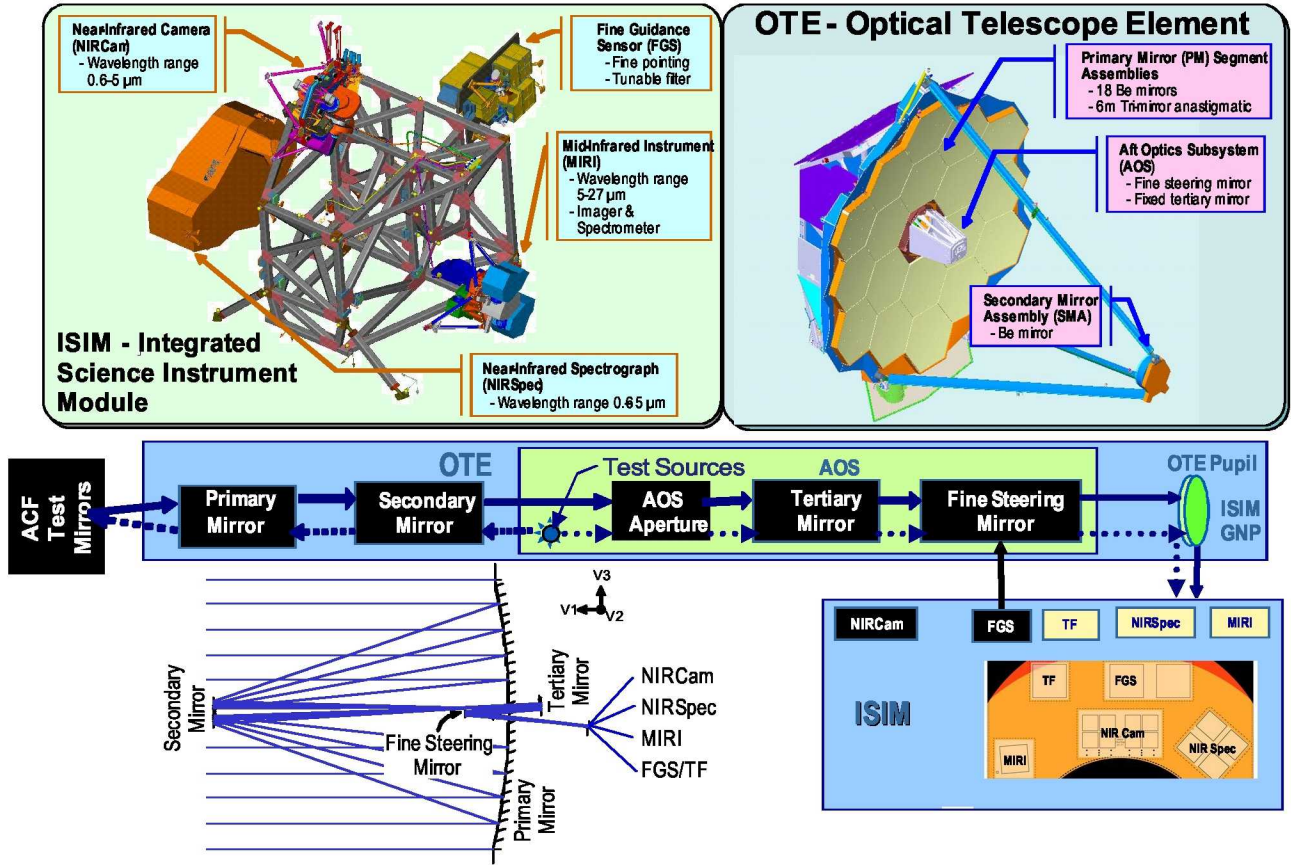 Near-Infrared Camera
(NIRCam)
- Wavelength range
0.6-5 µm
Fine Guidance
Sensor (FGS)
- Fine pointing
- Tunable filter
Mid-Infrared Instrument
(MIRI)
- Wavelength range
5-27 µm
- Imager &
Spectrometer
ISIM - Integrated
Science Instrument
Module
Near-Infrared Spectrograph
(NIRSpec)
- Wavelength range 0.6-5 µm
OTE - Optical Telescope Element
Primary Mirror (PM) Segment
Assemblies
- 18 Be mirrors
- 6m Tri-mirror anastigmatic
Aft Optics Subsystem
(AOS)
- Fine steering mirror
- Fixed tertiary mirror
Secondary Mirror
Assembly (SMA)
- Be mirror
ACF
Test
Mirrors
OTE
Primary
Mirror
Secondary
Mirror
Test Sources
AOS
AOS
Aperture
Tertiary
Mirror
Fine Steering
Mirror
OTE Pupil
ISIM
GNP
V3
V1
V2
Secondary
Mirror
Fine Steering
Mirror
Primary
Mirror
Tertiary
Mirror
NIRCam
NIRSpec
MIRI
FGS/TF
NIRCam
FGS
TF
NIRSpec
MIRI
ISIM
TF
FGS
NIR Cam
NIR Spec
MIRI